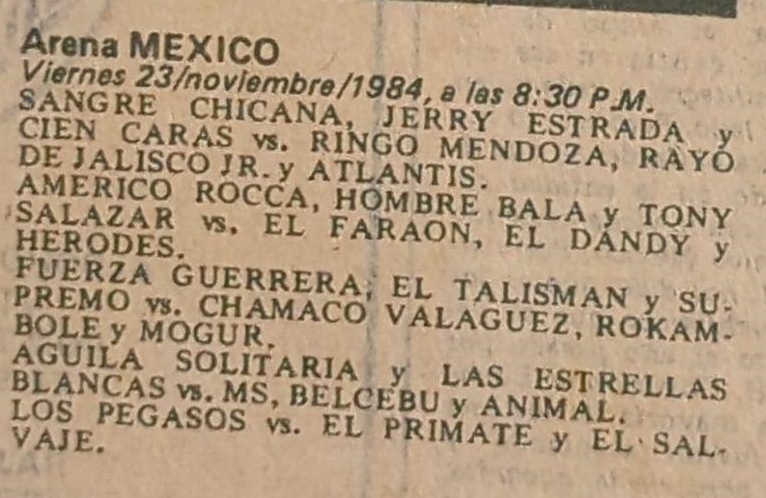 Arena MEXICO
Viernes 23/noviembre/1984, a las 8:30 P.M.
SANGRE CHICANA, JERRY ESTRADA y
CIEN CARAS vs. RINGO MENDOZA, RAYO
DE JALISCO JR. y ATLANTIS.
AMERICO ROCCA, HOMBRE BALA y TONY
SALAZAR vs. EL FARAON, EL DANDY y
HERODES.
FUERZA GUERRERA, EL TALISMAN y SU-
PREMO vs. CHAMACO VALAGUEZ, ROKAM-
BOLE y MOGUR.
AGUILA SOLITARIA y LAS ESTRELLAS
BLANCAS vs. MS, BELCEBU y ANIMAL.
LOS PEGASOS vs. EL PRIMATE y EL SAL-
VAJE.